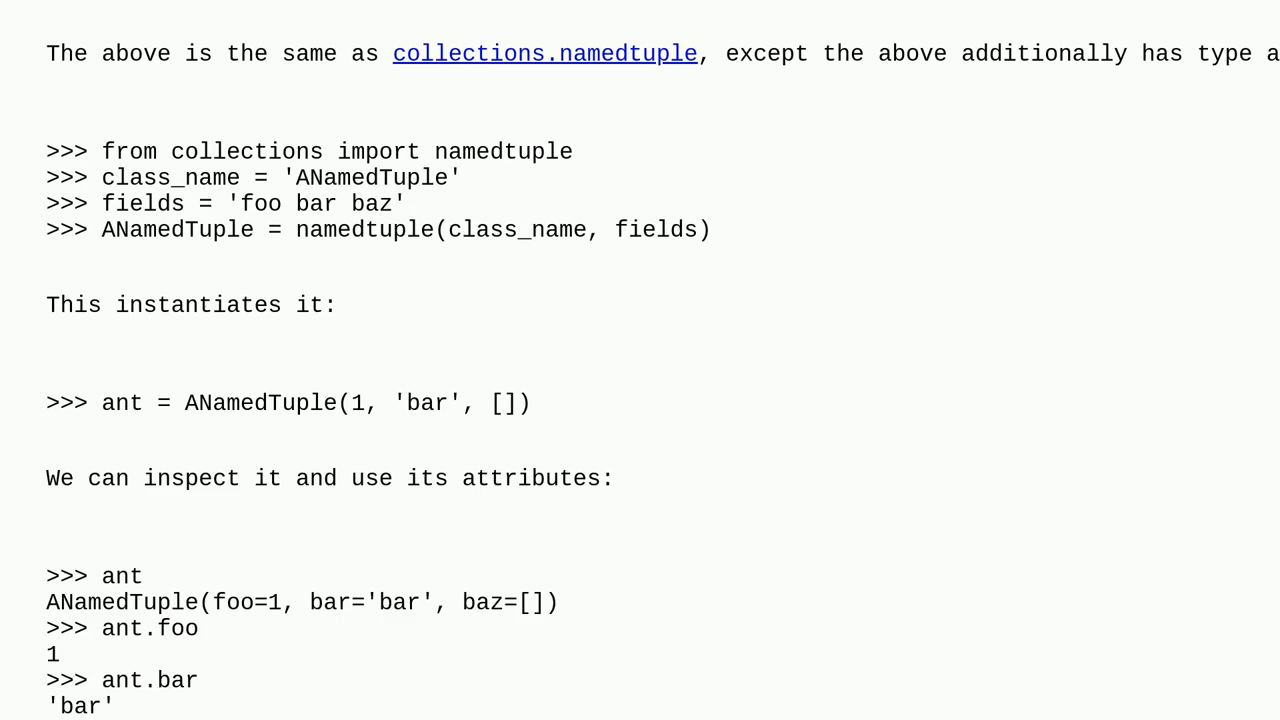 The above is the same as collections.namedtuple, except the above additionally has type a
>>> from collections import namedtuple
>>> class_name = 'ANamedTuple'
>>> fields = 'foo bar baz'
>>> ANamedTuple = namedtuple(class_name, fields)
This instantiates it:
>>> ant = ANamedTuple(1, 'bar', [])
We can inspect it and use its attributes:
>>> ant
ANamedTuple(foo=1, bar='bar', baz=[])
>>> ant.foo
1
>>> ant.bar
'bar'